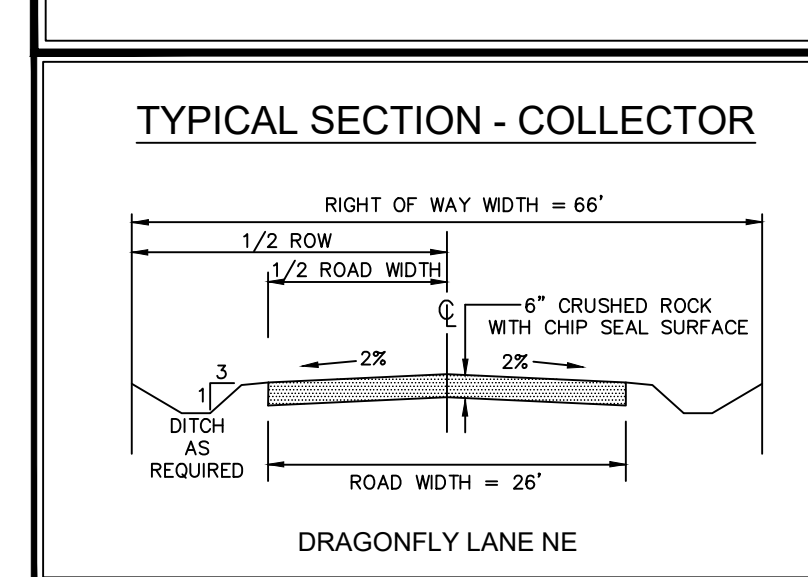 TYPICAL SECTION - COLLECTOR
RIGHT OF WAY WIDTH = 66'
1/2 ROW
1/2 ROAD WIDTH
℄
6" CRUSHED ROCK
WITH CHIP SEAL SURFACE
2%
2%
3
1
DITCH
AS
REQUIRED
ROAD WIDTH = 26'
DRAGONFLY LANE NE